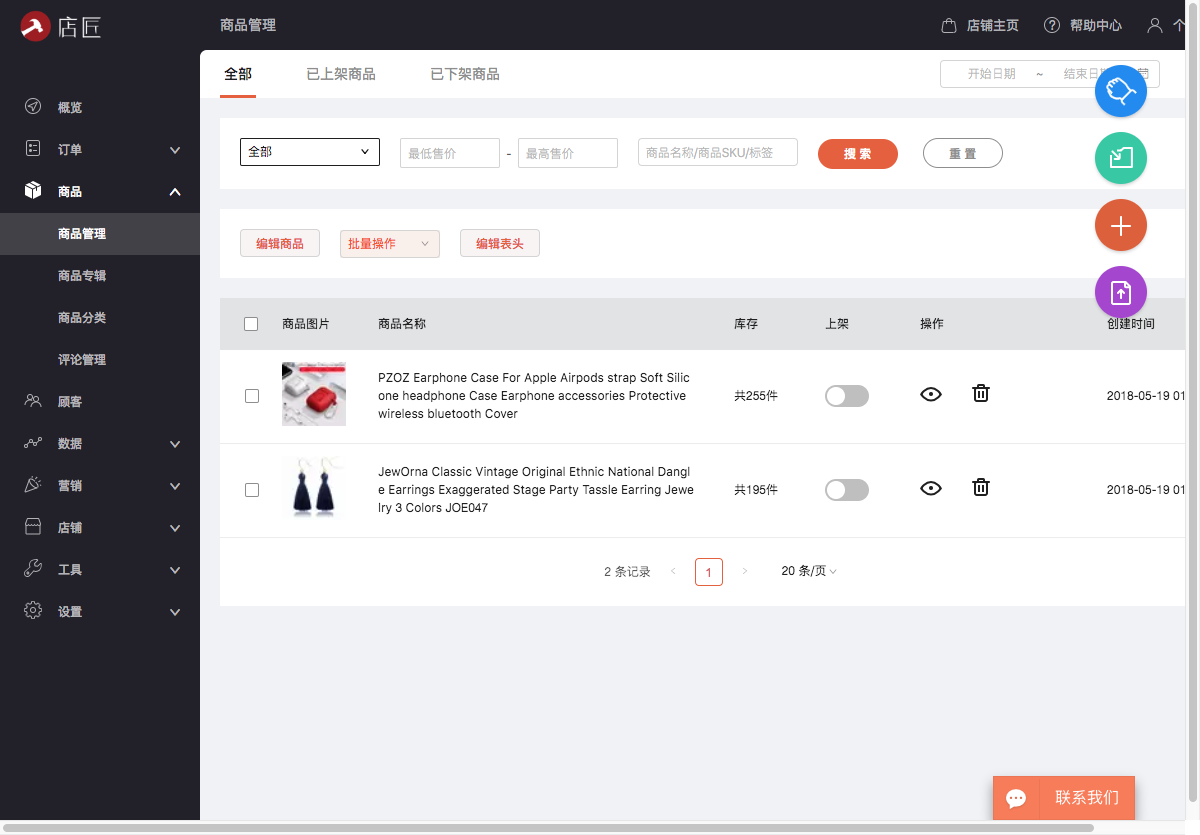 店匠
商品管理
店铺主页
帮助中心
个
概览
订单
商品
商品管理
商品专辑
商品分类
评论管理
顾客
数据
营销
店铺
工具
设置
全部
已上架商品
已下架商品
开始日期 ~ 结束日
全部
最低售价 - 最高售价
商品名称/商品SKU/标签
搜 索
重 置
编辑商品
批量操作
编辑表头
商品图片 商品名称 库存 上架 操作 创建时间
PZOZ Earphone Case For Apple Airpods strap Soft Silic
one headphone Case Earphone accessories Protective
wireless bluetooth Cover
共255件
2018-05-19 01
JewOrna Classic Vintage Original Ethnic National Dangl
e Earrings Exaggerated Stage Party Tassle Earring Jewe
lry 3 Colors JOE047
共195件
2018-05-19 01
2 条记录 < 1 > 20 条/页
联系我们